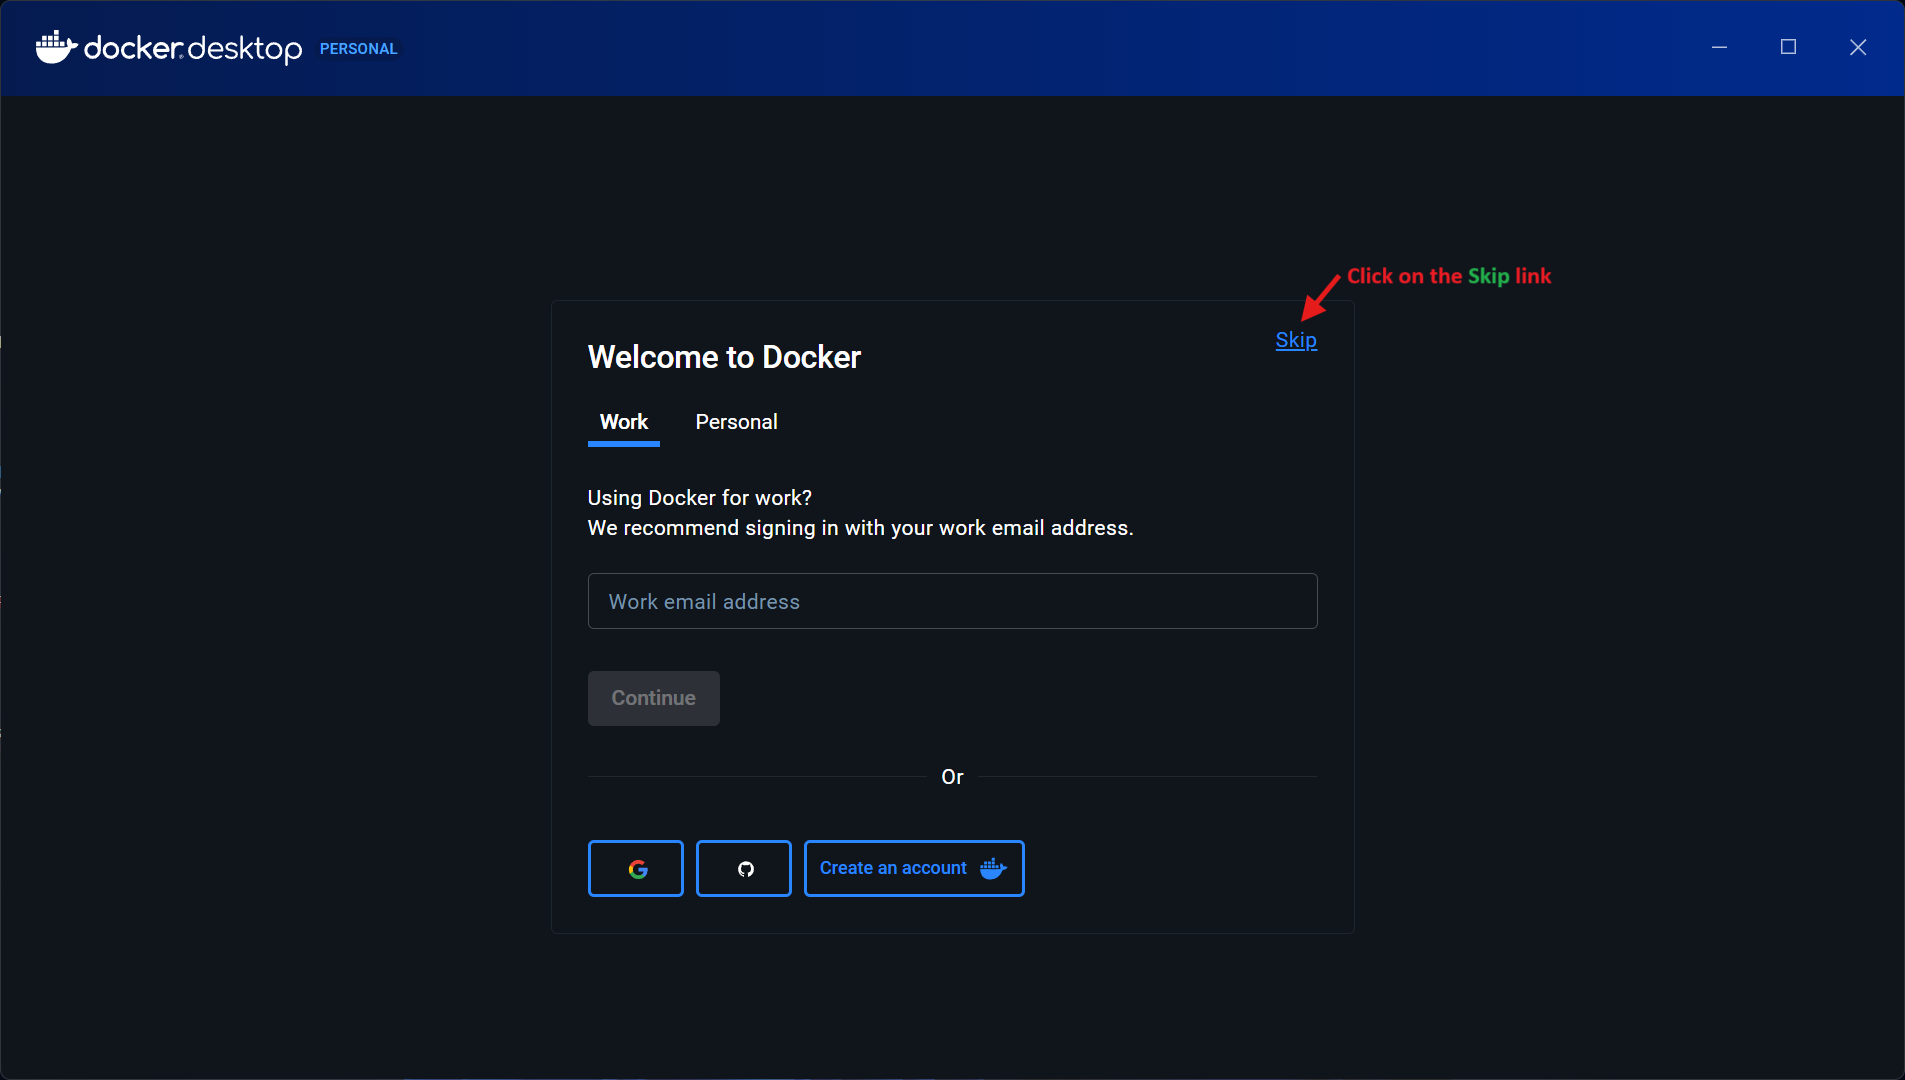 docker desktop PERSONAL
Click on the Skip link
Skip
Welcome to Docker
Work Personal
Using Docker for work?
We recommend signing in with your work email address.
Work email address
Continue
Or
Create an account